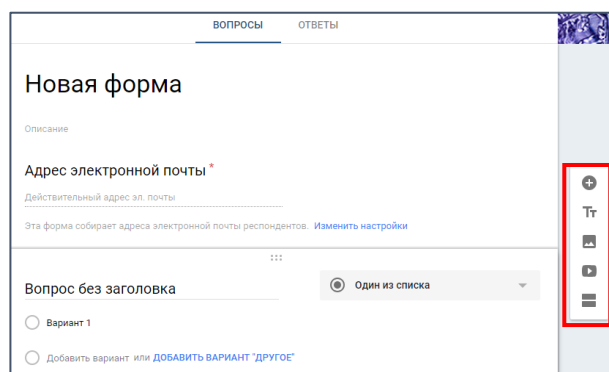 ВОПРОСЫ ОТВЕТЫ
Новая форма
Описание
Адрес электронной почты *
Действительный адрес эл. почты
Эта форма собирает адреса электронной почты респондентов. Изменить настройки
Вопрос без заголовка Один из списка
Вариант 1
Добавить вариант или ДОБАВИТЬ ВАРИАНТ "ДРУГОЕ"
Тт